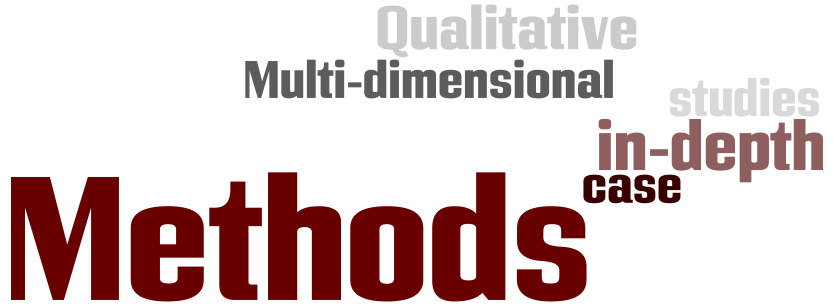 Qualitative
Multi-dimensional
studies
in-depth
case
Methods